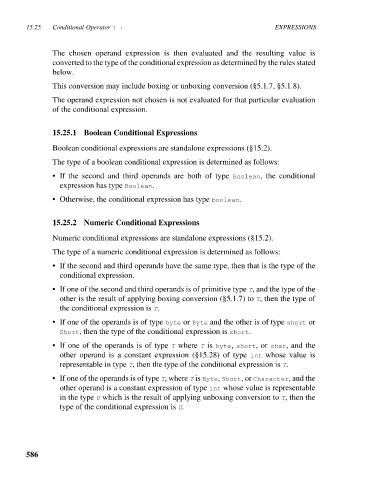 15.25 Conditional Operator ? : EXPRESSIONS
The chosen operand expression is then evaluated and the resulting value is
converted to the type of the conditional expression as determined by the rules stated
below.
This conversion may include boxing or unboxing conversion (§5.1.7, §5.1.8).
The operand expression not chosen is not evaluated for that particular evaluation
of the conditional expression.
15.25.1 Boolean Conditional Expressions
Boolean conditional expressions are standalone expressions (§15.2).
The type of a boolean conditional expression is determined as follows:
• If the second and third operands are both of type Boolean, the conditional
expression has type Boolean.
• Otherwise, the conditional expression has type boolean.
15.25.2 Numeric Conditional Expressions
Numeric conditional expressions are standalone expressions (§15.2).
The type of a numeric conditional expression is determined as follows:
• If the second and third operands have the same type, then that is the type of the
conditional expression.
• If one of the second and third operands is of primitive type T, and the type of the
other is the result of applying boxing conversion (§5.1.7) to T, then the type of
the conditional expression is T.
• If one of the operands is of type byte or Byte and the other is of type short or
Short, then the type of the conditional expression is short.
• If one of the operands is of type T where T is byte, short, or char, and the
other operand is a constant expression (§15.28) of type int whose value is
representable in type T, then the type of the conditional expression is T.
• If one of the operands is of type T, where T is Byte, Short, or Character, and the
other operand is a constant expression of type int whose value is representable
in the type U which is the result of applying unboxing conversion to T, then the
type of the conditional expression is U.
586